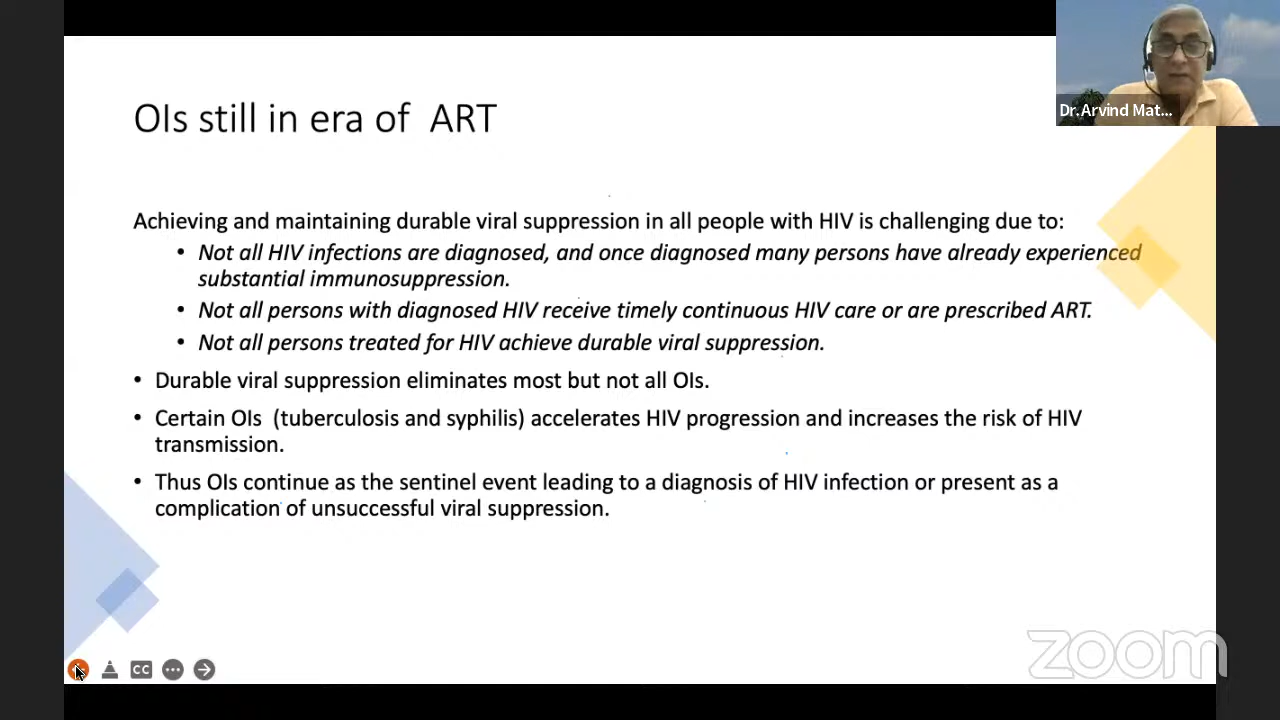 OIs still in era of ART
Dr.Arvind Mat...
Achieving and maintaining durable viral suppression in all people with HIV is challenging due to:
• Not all HIV infections are diagnosed, and once diagnosed many persons have already experienced
substantial immunosuppression.
• Not all persons with diagnosed HIV receive timely continuous HIV care or are prescribed ART.
• Not all persons treated for HIV achieve durable viral suppression.
• Durable viral suppression eliminates most but not all OIs.
• Certain OIs (tuberculosis and syphilis) accelerates HIV progression and increases the risk of HIV
transmission.
• Thus OIs continue as the sentinel event leading to a diagnosis of HIV infection or present as a
complication of unsuccessful viral suppression.
CC
zoom